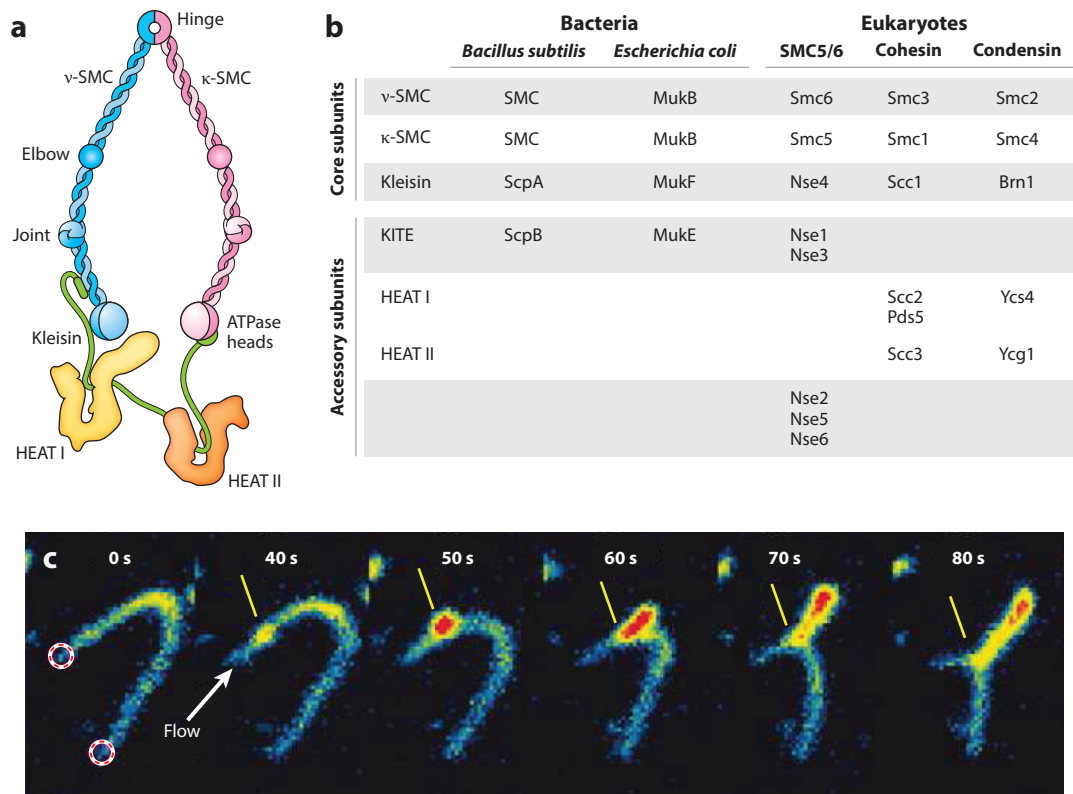 a
Hinge
ν-SMC
κ-SMC
Elbow
Joint
Kleisin
ATPase
heads
HEAT I
HEAT II
b
Bacteria
Eukaryotes
Bacillus subtilis
Escherichia coli
SMC5/6
Cohesin
Condensin
Core subunits
ν-SMC SMC MukB Smc6 Smc3 Smc2
κ-SMC SMC MukB Smc5 Smc1 Smc4
Kleisin ScpA MukF Nse4 Scc1 Brn1
Accessory subunits
KITE ScpB MukE Nse1
Nse3
HEAT I Scc2 Ycs4
Pds5
HEAT II Scc3 Ycg1
Nse2
Nse5
Nse6
c
0 s
40 s
50 s
60 s
70 s
80 s
Flow